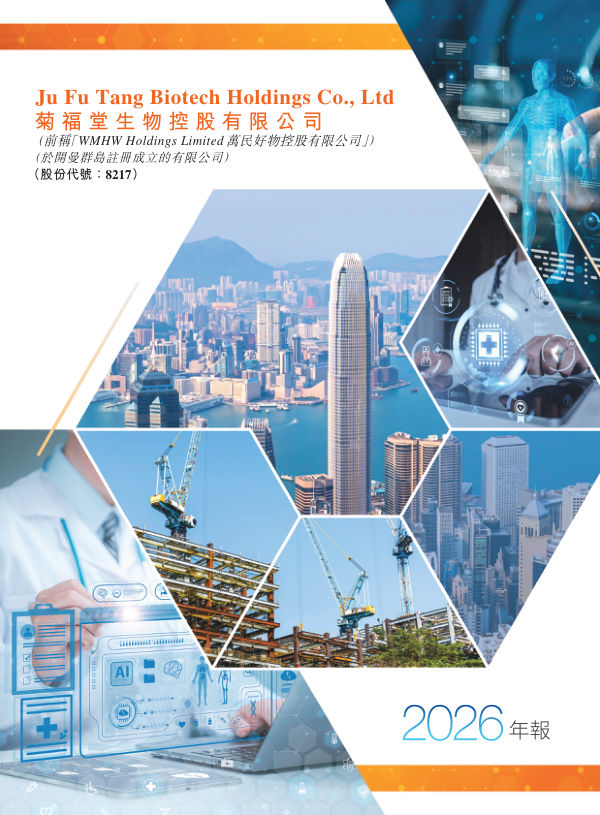 Ju Fu Tang Biotech Holdings Co., Ltd
菊福堂生物控股有限公司
(前稱「WMHW Holdings Limited 萬民好物控股有限公司」)
(於開曼群島註冊成立的有限公司)
(股份代號：8217)
AI
2026 年報